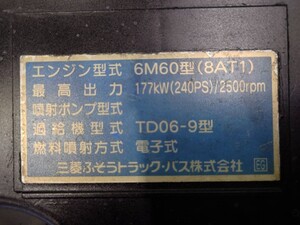 エンジン型式 6M60型(8AT1)
最高出力 177kW(240PS)/2500rpm
噴射ポンプ型式
過給機型式 TD06-9型
燃料噴射方式 電子式
三菱ふそうトラック・バス株式会社